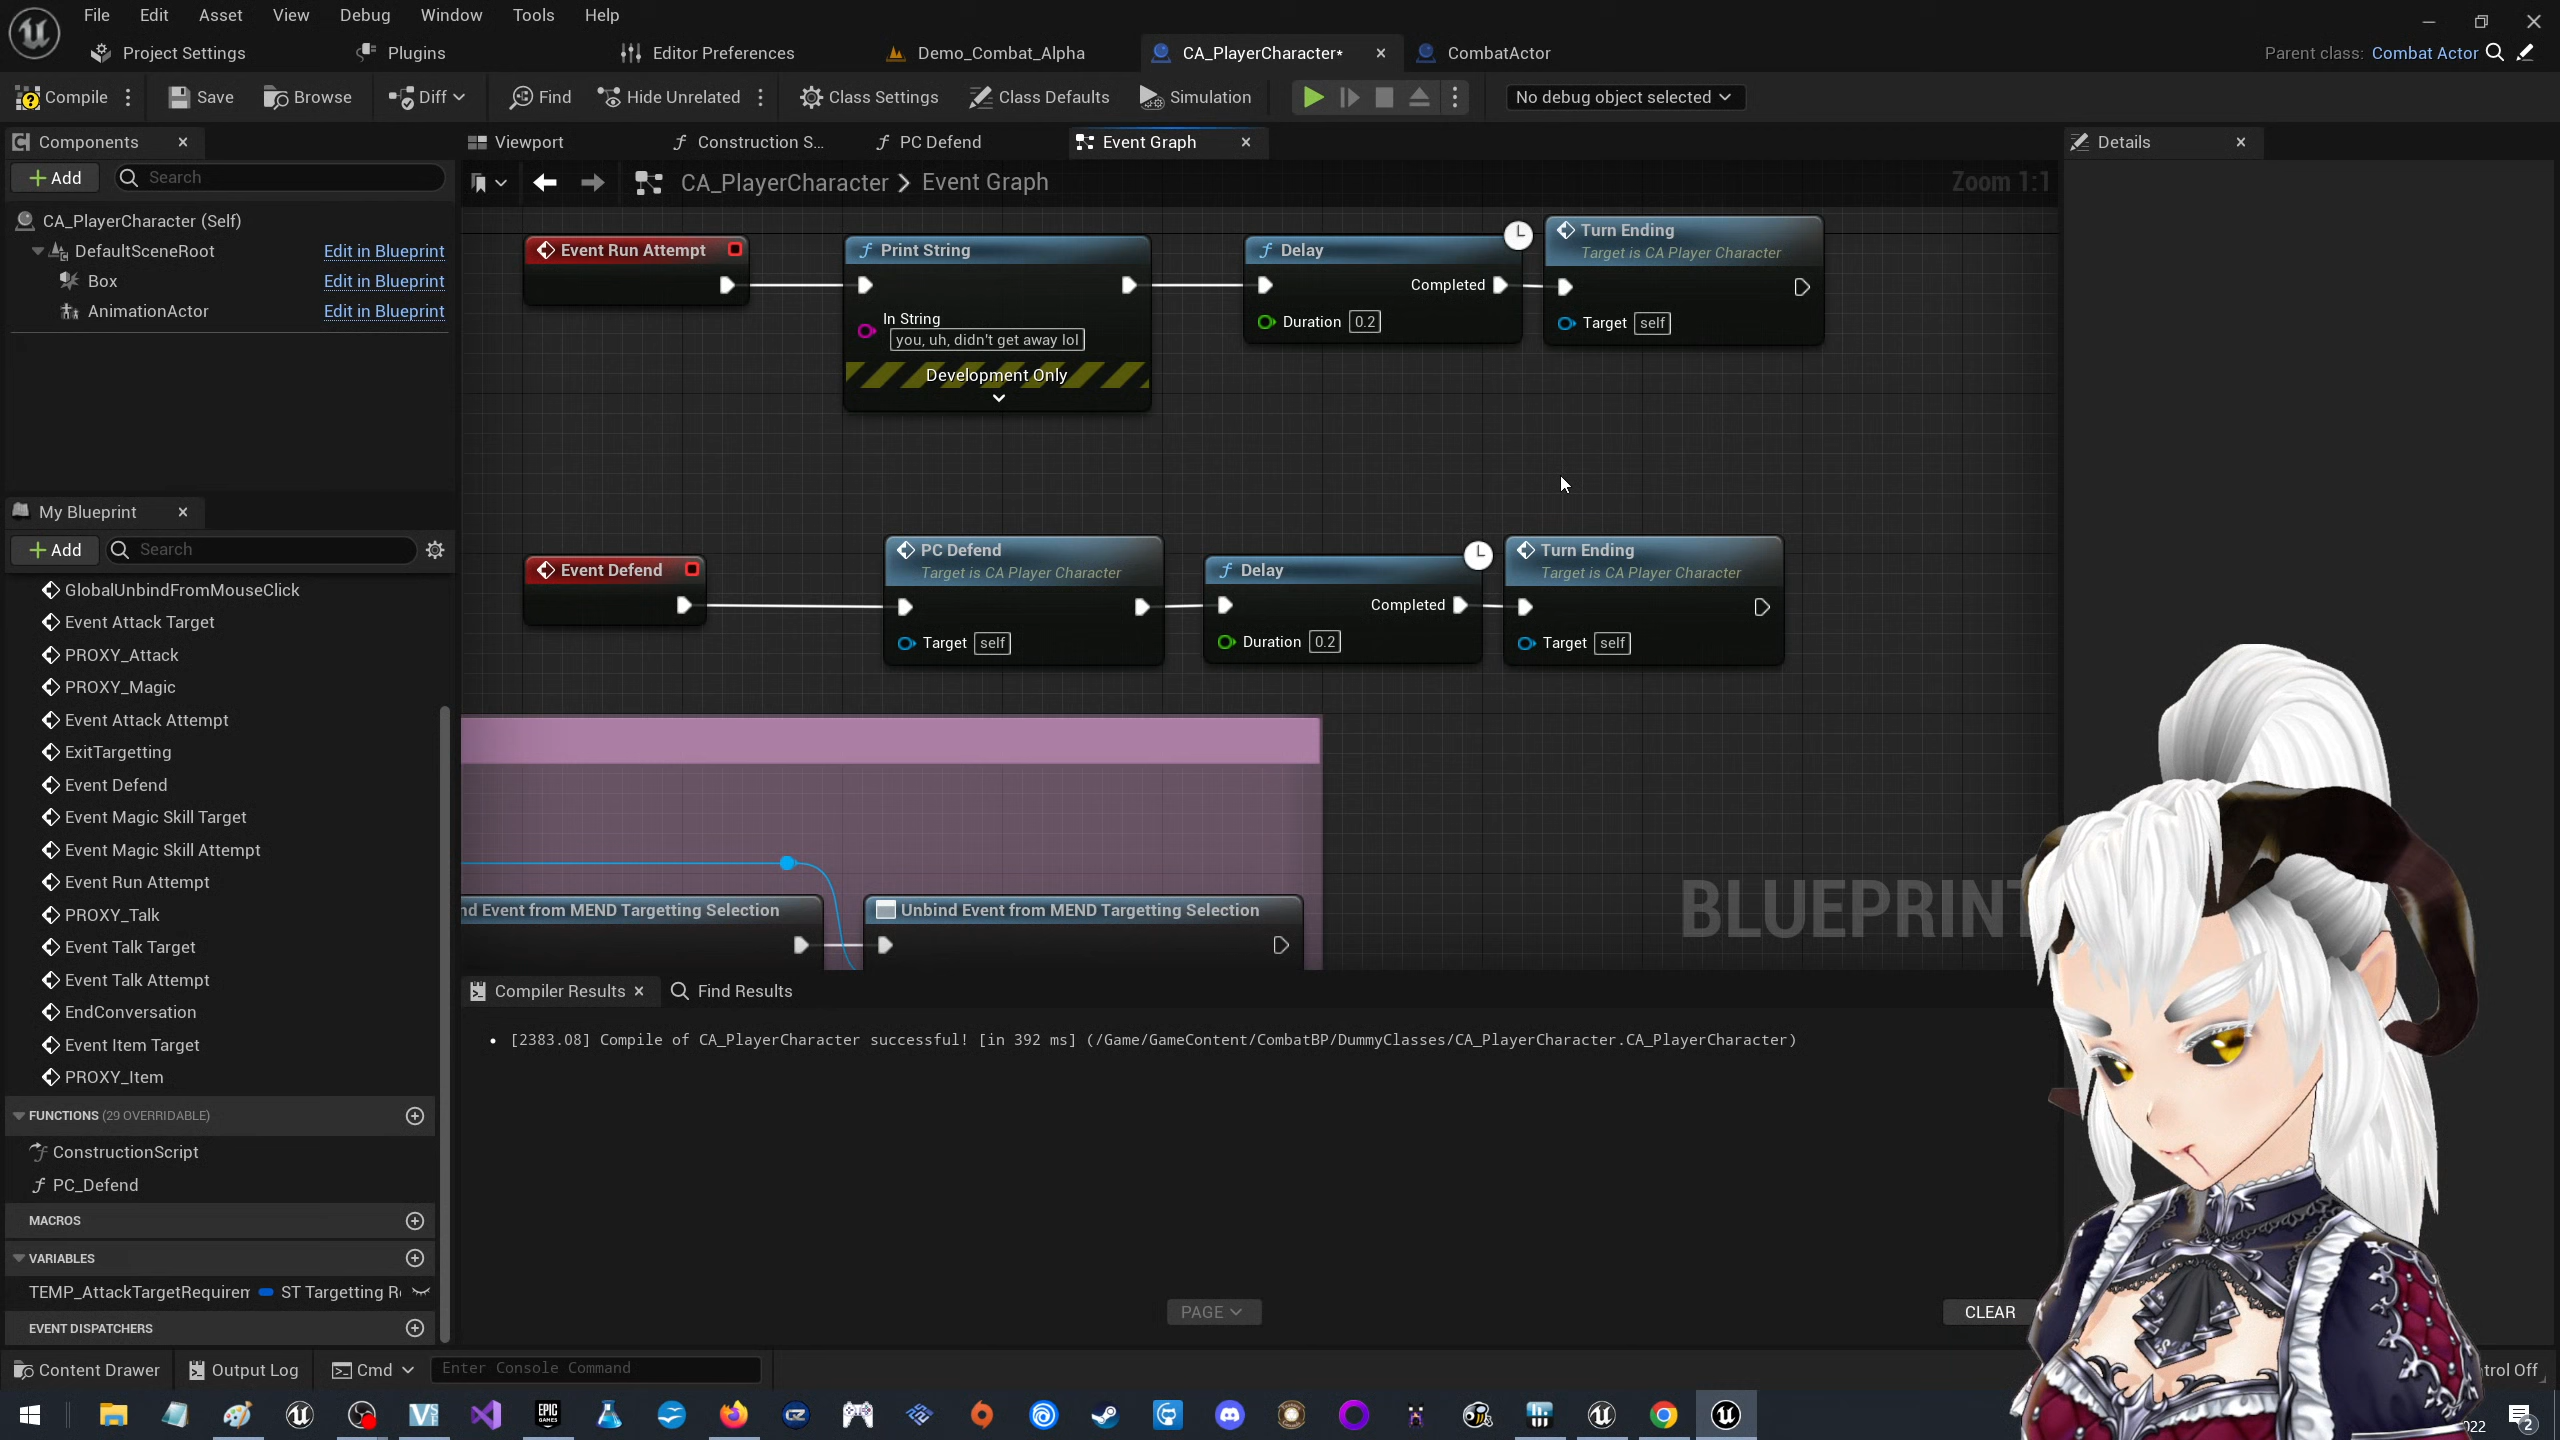 File Edit Asset View Debug Window Tools Help
Project Settings Plugins Editor Preferences Demo_Combat_Alpha CA_PlayerCharacter* CombatActor Parent class: Combat Actor
Compile Save Browse Diff Find Hide Unrelated Class Settings Class Defaults Simulation No debug object selected
Components Viewport Construction S... PC Defend Event Graph Details
Add Search
CA_PlayerCharacter > Event Graph Zoom 1:1
CA_PlayerCharacter (Self)
DefaultSceneRoot Edit in Blueprint
Box Edit in Blueprint
AnimationActor Edit in Blueprint
Event Run Attempt
Print String
In String
you, uh, didn't get away lol
Development Only
Delay
Completed
Duration 0.2
Turn Ending
Target is CA Player Character
Target self
Event Defend
PC Defend
Target is CA Player Character
Target self
Delay
Completed
Duration 0.2
Turn Ending
Target is CA Player Character
Target self
nd Event from MEND Targetting Selection
Unbind Event from MEND Targetting Selection
BLUEPRINT
My Blueprint
Add Search
GlobalUnbindFromMouseClick
Event Attack Target
PROXY_Attack
PROXY_Magic
Event Attack Attempt
ExitTargetting
Event Defend
Event Magic Skill Target
Event Magic Skill Attempt
Event Run Attempt
PROXY_Talk
Event Talk Target
Event Talk Attempt
EndConversation
Event Item Target
PROXY_Item
FUNCTIONS (29 OVERRIDABLE)
ConstructionScript
PC_Defend
MACROS
VARIABLES
TEMP_AttackTargetRequirem ST Targetting R
EVENT DISPATCHERS
Compiler Results Find Results
[2383.08] Compile of CA_PlayerCharacter successful! [in 392 ms] (/Game/GameContent/CombatBP/DummyClasses/CA_PlayerCharacter.CA_PlayerCharacter)
PAGE CLEAR
Content Drawer Output Log Cmd Enter Console Command trol Off
EPIC GAMES
022 2